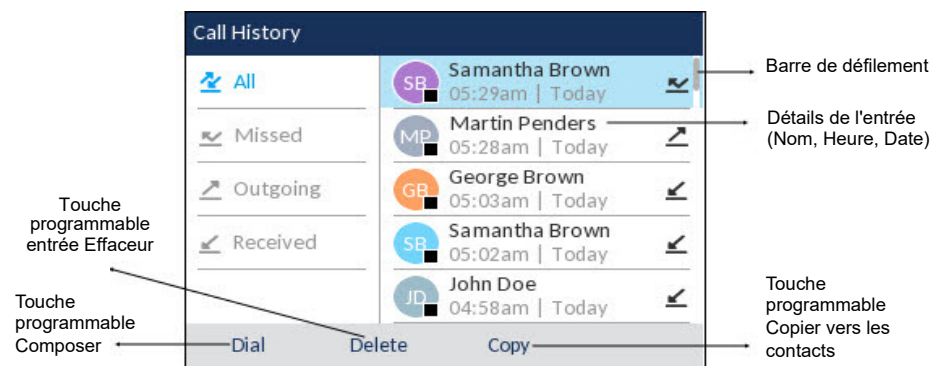 Call History
All
Missed
Outgoing
Received
SB
Samantha Brown
05:29am | Today
MP
Martin Penders
05:28am | Today
GB
George Brown
05:03am | Today
SB
Samantha Brown
05:02am | Today
JD
John Doe
04:58am | Today
Dial Delete Copy
Barre de défilement
Détails de l'entrée
(Nom, Heure, Date)
Touche
programmable
entrée Effaceur
Touche
programmable
Composer
Touche
programmable
Copier vers les
contacts